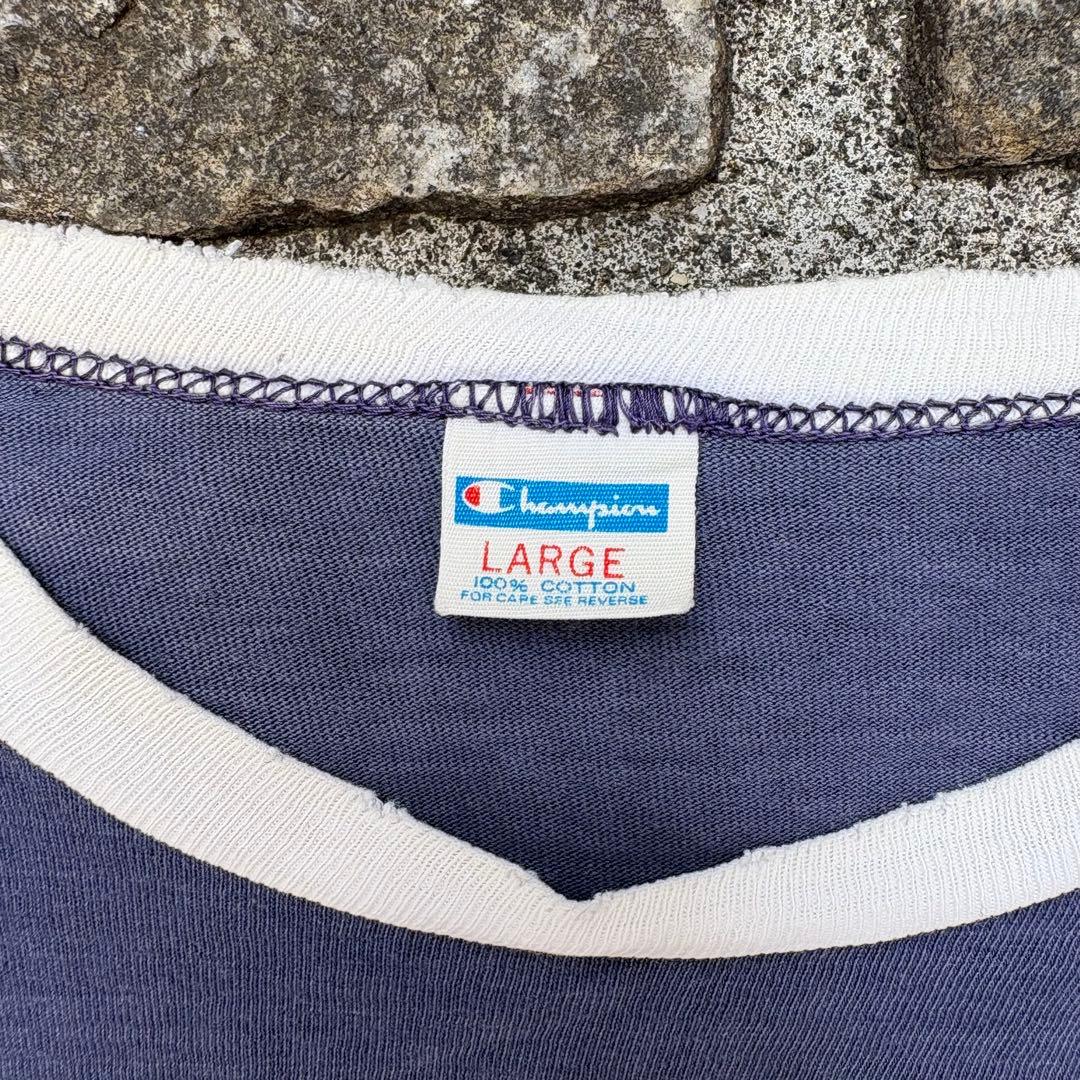 Champion
LARGE
100% COTTON
FOR CARE SEE REVERSE